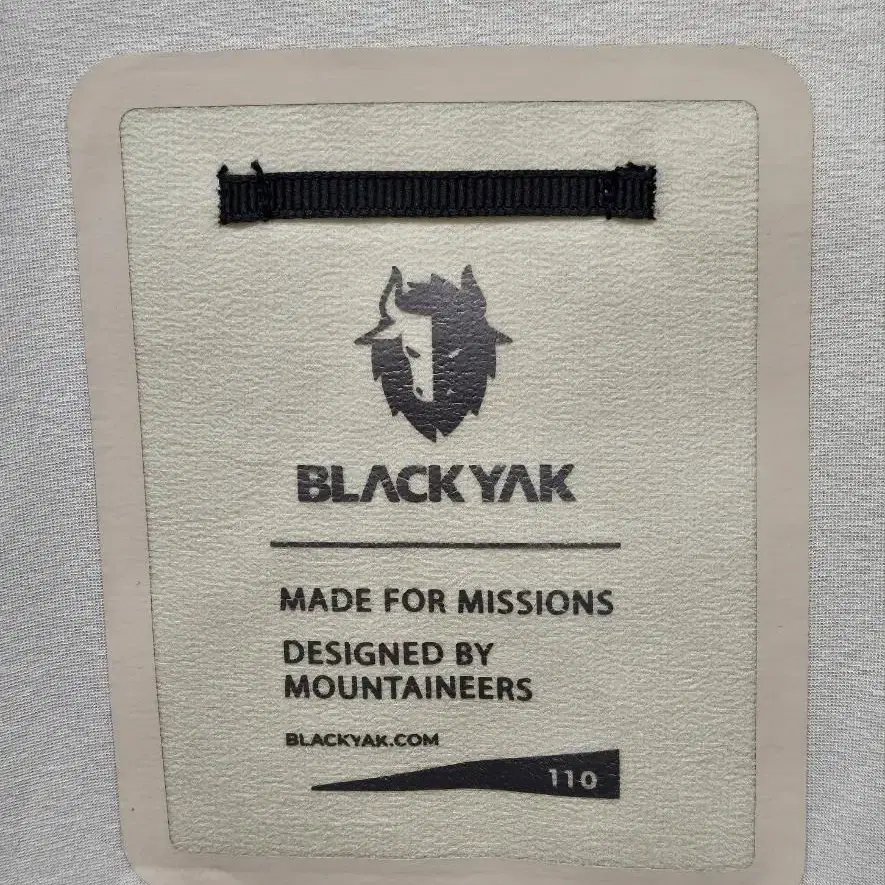 BLACKYAK
MADE FOR MISSIONS
DESIGNED BY
MOUNTAINEERS
BLACKYAK.COM
110